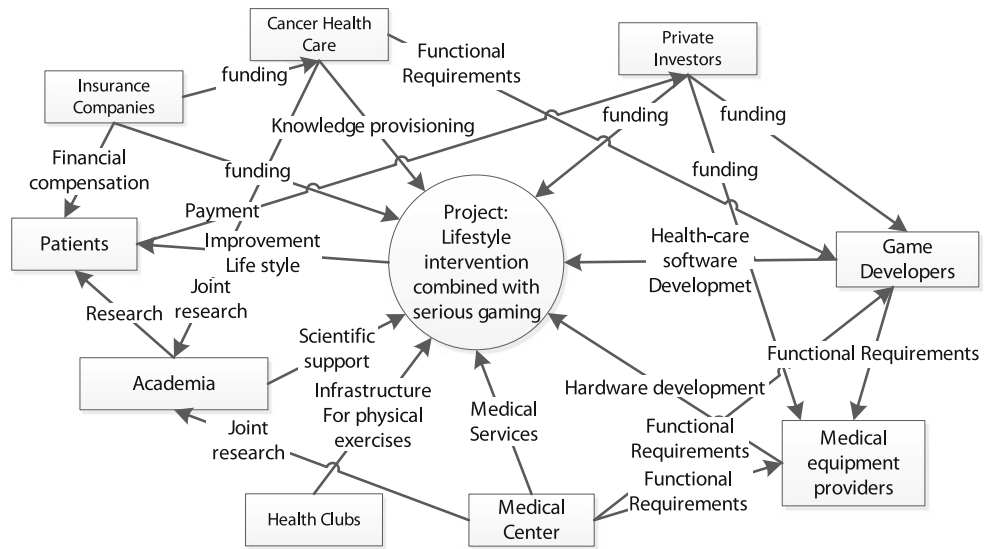 Cancer Health
Care
Functional
Requirements
Private
Investors
Insurance
Companies
funding
funding
funding
Knowledge provisioning
Financial
compensation
funding
funding
Payment
Project:
Lifestyle
intervention
combined with
serious gaming
Patients
Improvement
Life style
Health-care
software
Developmet
Game
Developers
Joint
research
Research
Scientific
support
Functional Requirements
Academia
Infrastructure
For physical
exercises
Hardware development
Medical
Services
Joint
research
Functional
Requirements
Functional
Requirements
Medical
equipment
providers
Health Clubs
Medical
Center